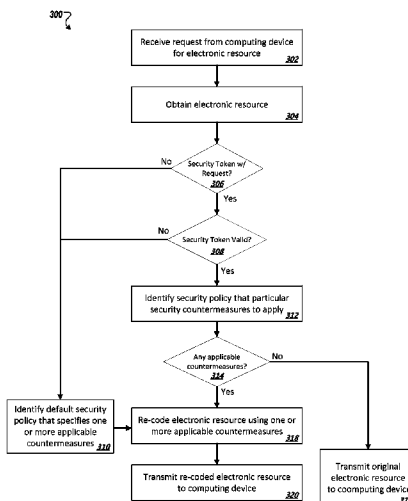 300
Receive request from computing device
for electronic resource
302
Obtain electronic resource
304
No
Security Token w/
Request?
306
Yes
No
Security Token Valid?
308
Yes
Identify security policy that particular
security countermeasures to apply
312
Any applicable
countermeasures?
314
No
Yes
Identify default security
policy that specifies one
or more applicable
countermeasures
310
Re-code electronic resource using one or
more applicable countermeasures
318
Transmit re-coded electronic resource
to computing device
320
Transmit original
electronic resource
to comoputing device